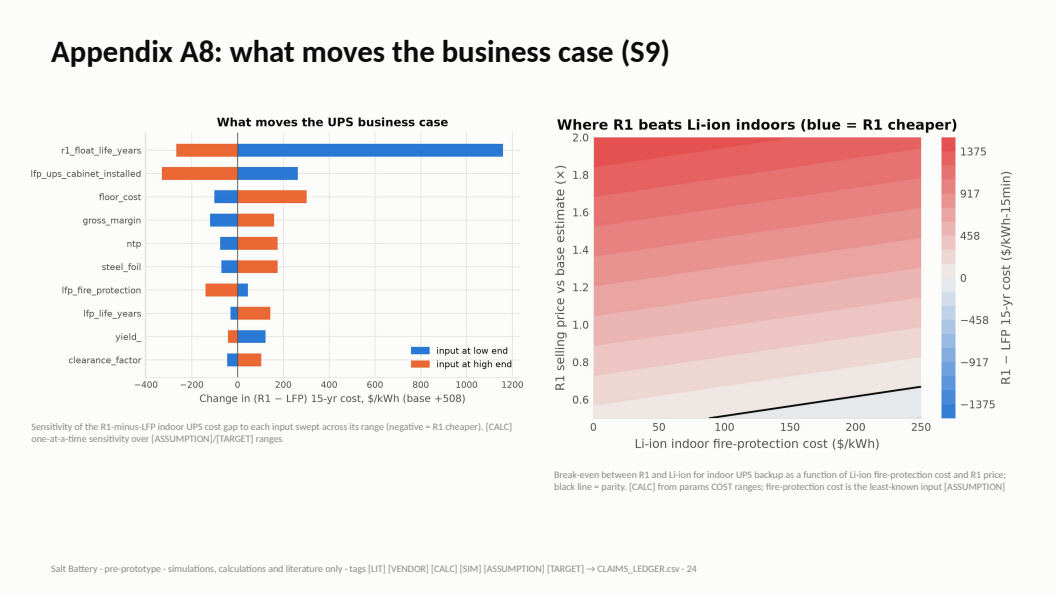 Appendix A8: what moves the business case (S9)
What moves the UPS business case
r1_float_life_years
lfp_ups_cabinet_installed
floor_cost
gross_margin
ntp
steel_foil
lfp_fire_protection
lfp_life_years
yield_
clearance_factor
input at low end
input at high end
−400 −200 0 200 400 600 800 1000 1200
Change in (R1 − LFP) 15-yr cost, $/kWh (base +508)
Sensitivity of the R1-minus-LFP indoor UPS cost gap to each input swept across its range (negative = R1 cheaper). [CALC]
one-at-a-time sensitivity over [ASSUMPTION]/[TARGET] ranges
Where R1 beats Li-ion indoors (blue = R1 cheaper)
R1 selling price vs base estimate (×)
2.0
1.8
1.6
1.4
1.2
1.0
0.8
0.6
0 50 100 150 200 250
Li-ion indoor fire-protection cost ($/kWh)
1375
917
458
0
−458
−917
−1375
R1 − LFP 15-yr cost ($/kWh-15min)
Break-even between R1 and Li-ion for indoor UPS backup as a function of Li-ion fire-protection cost and R1 price;
black line = parity. [CALC] from params COST ranges; fire-protection cost is the least-known input [ASSUMPTION]
Salt Battery · pre-prototype · simulations, calculations and literature only · tags [LIT] [VENDOR] [CALC] [SIM] [ASSUMPTION] [TARGET] → CLAIMS_LEDGER.csv · 24